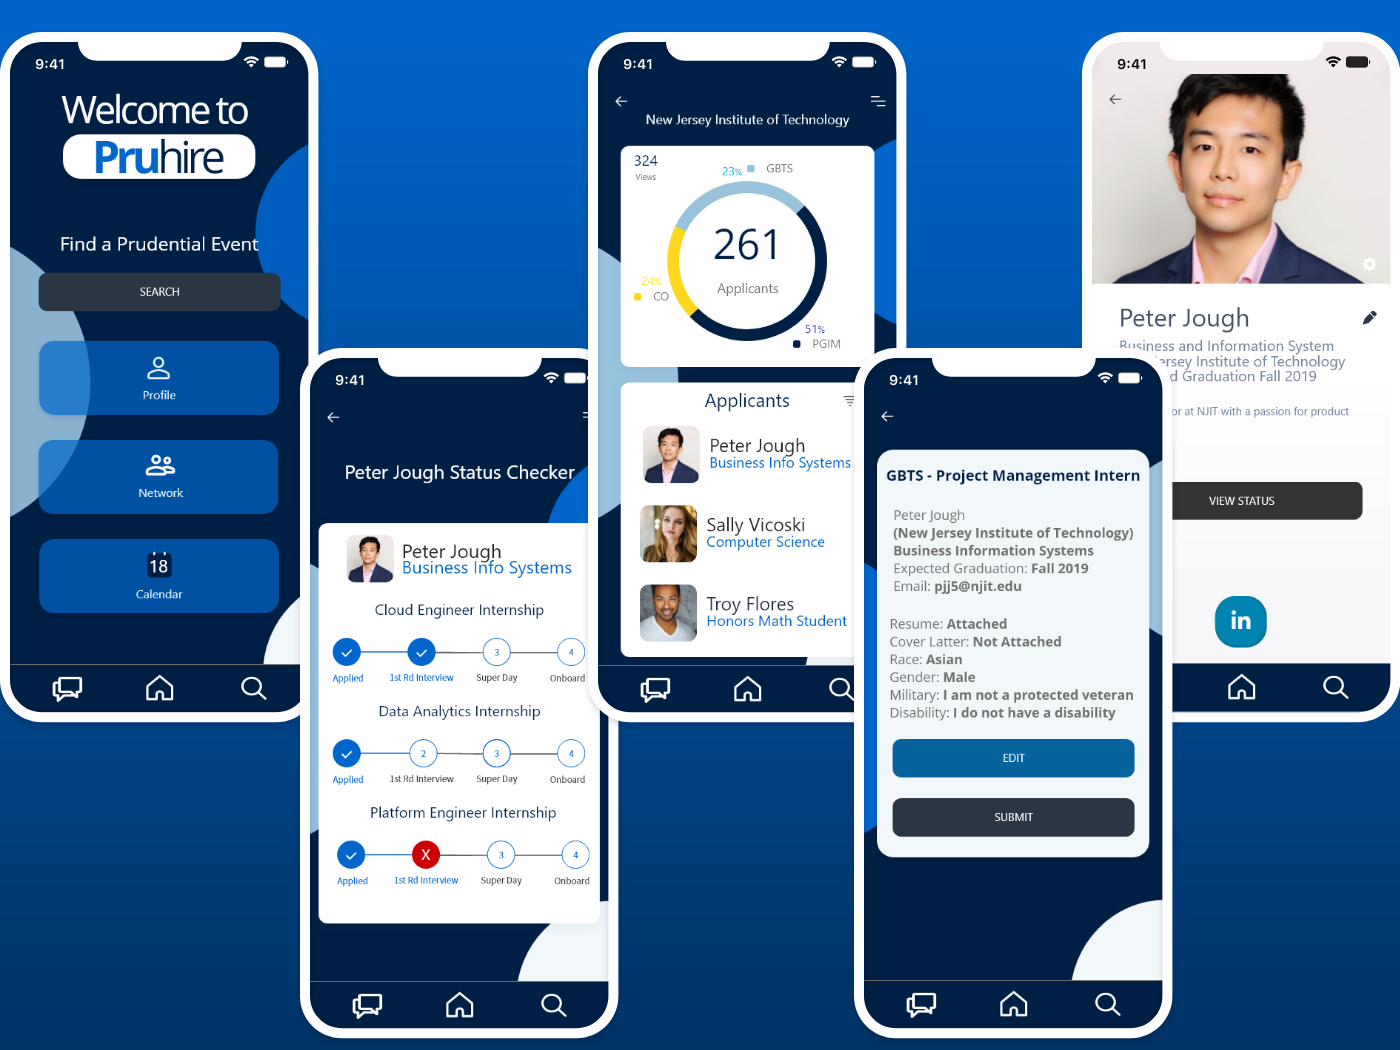 9:41
Welcome to
Pruhire
Find a Prudential Event
SEARCH
Profile
Network
18
Calendar
9:41
Peter Jough Status Checker
Peter Jough
Business Info Systems
Cloud Engineer Internship
3 4
Applied 1st Rd Interview Super Day Onboard
Data Analytics Internship
2 3 4
Applied 1st Rd Interview Super Day Onboard
Platform Engineer Internship
X 3 4
Applied 1st Rd Interview Super Day Onboard
9:41
New Jersey Institute of Technology
324
Views
23% GBTS
261
Applicants
24%
CO
51%
PGIM
Applicants
Peter Jough
Business Info Systems
Sally Vicoski
Computer Science
Troy Flores
Honors Math Student
9:41
GBTS - Project Management Intern
Peter Jough
(New Jersey Institute of Technology)
Business Information Systems
Expected Graduation: Fall 2019
Email: pjj5@njit.edu
Resume: Attached
Cover Latter: Not Attached
Race: Asian
Gender: Male
Military: I am not a protected veteran
Disability: I do not have a disability
EDIT
SUBMIT
9:41
Peter Jough
Business and Information System
ersey Institute of Technology
d Graduation Fall 2019
or at NJIT with a passion for product
VIEW STATUS
in